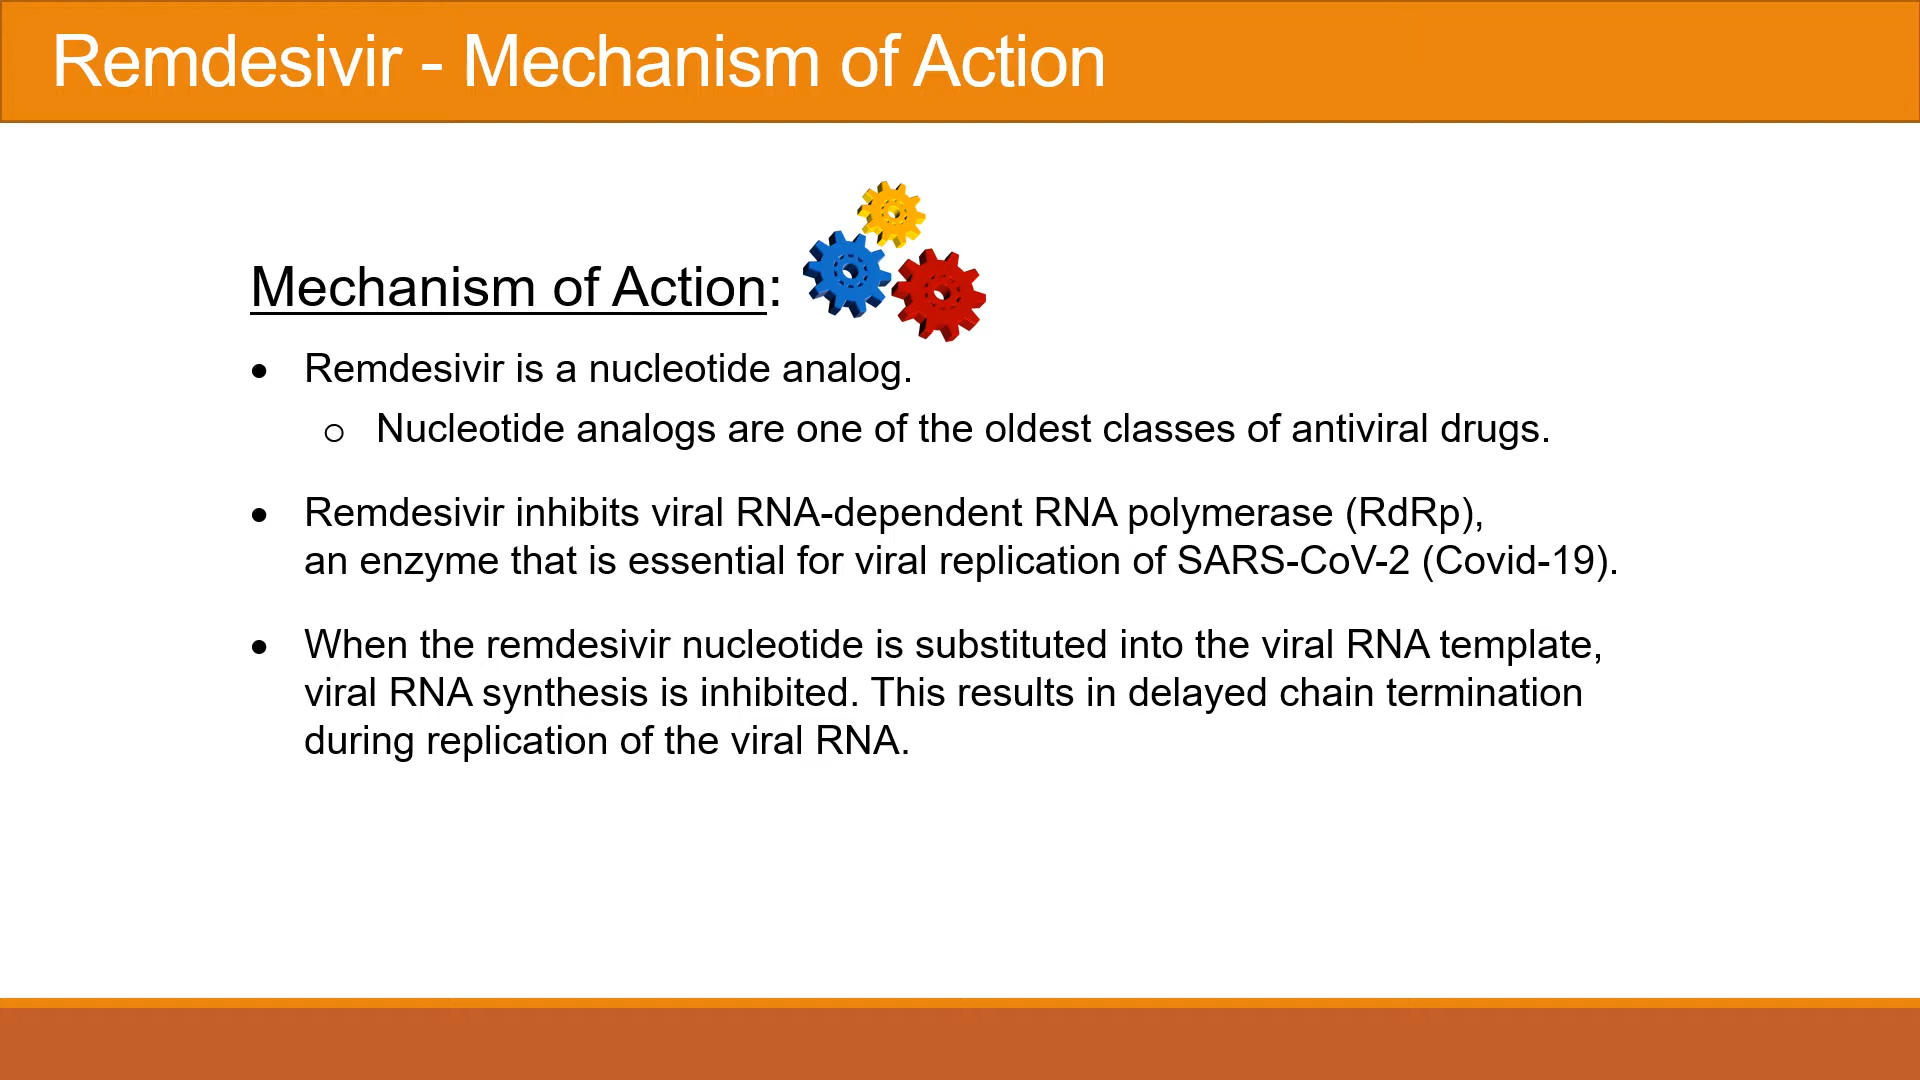 Remdesivir - Mechanism of Action
Mechanism of Action:
• Remdesivir is a nucleotide analog.
o Nucleotide analogs are one of the oldest classes of antiviral drugs.
• Remdesivir inhibits viral RNA-dependent RNA polymerase (RdRp),
an enzyme that is essential for viral replication of SARS-CoV-2 (Covid-19).
• When the remdesivir nucleotide is substituted into the viral RNA template,
viral RNA synthesis is inhibited. This results in delayed chain termination
during replication of the viral RNA.